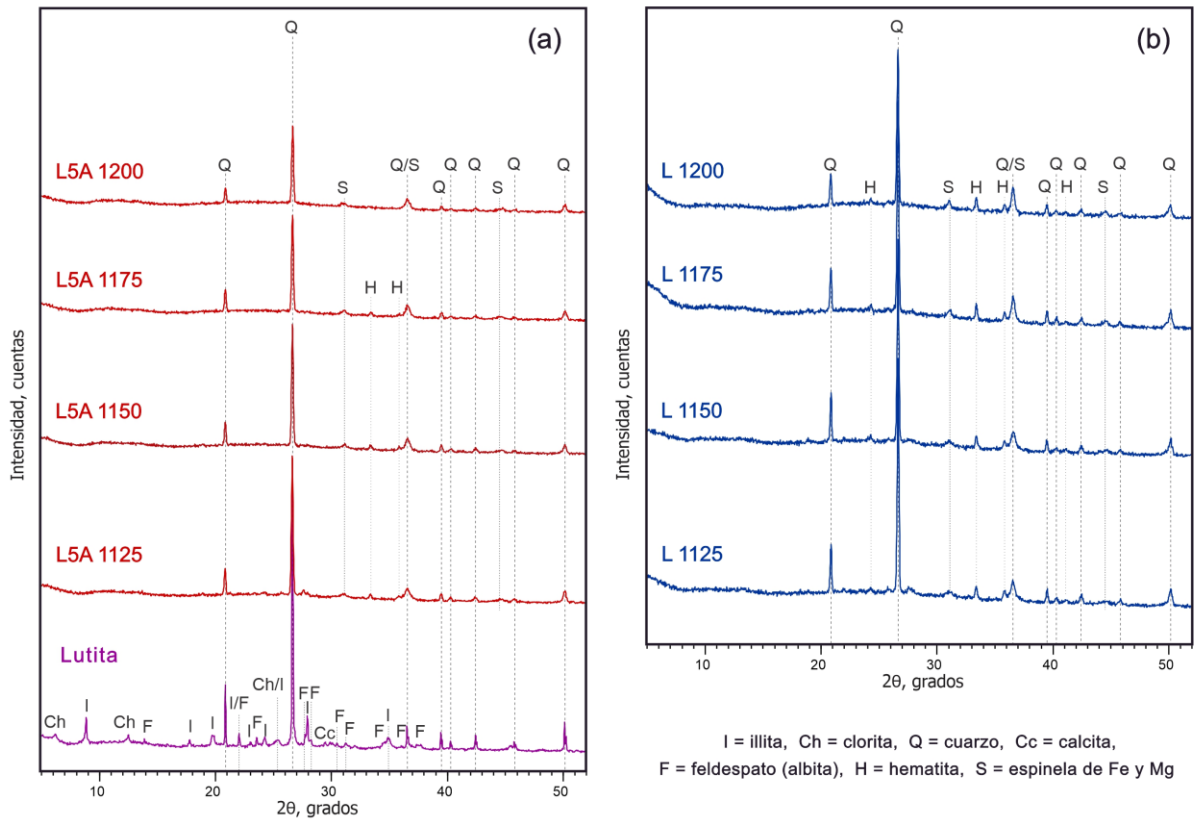 (a)
Q
L5A 1200
Q
Q/S
Q
Q
Q
Q
S
Q
S
L5A 1175
H
H
L5A 1150
L5A 1125
Lutita
Ch/I
Ch
I
Ch
F
I
I
I/F
I
F
I
F F
I
Cc
F
F
F
I
F
F
Intensidad, cuentas
10
20
30
40
50
2θ, grados
(b)
Q
L 1200
Q
Q/S
Q
Q
Q
Q
H
S
H
H
Q
H
S
L 1175
L 1150
L 1125
Intensidad, cuentas
10
20
30
40
50
2θ, grados
I = illita, Ch = clorita, Q = cuarzo, Cc = calcita,
F = feldespato (albita), H = hematita, S = espinela de Fe y Mg